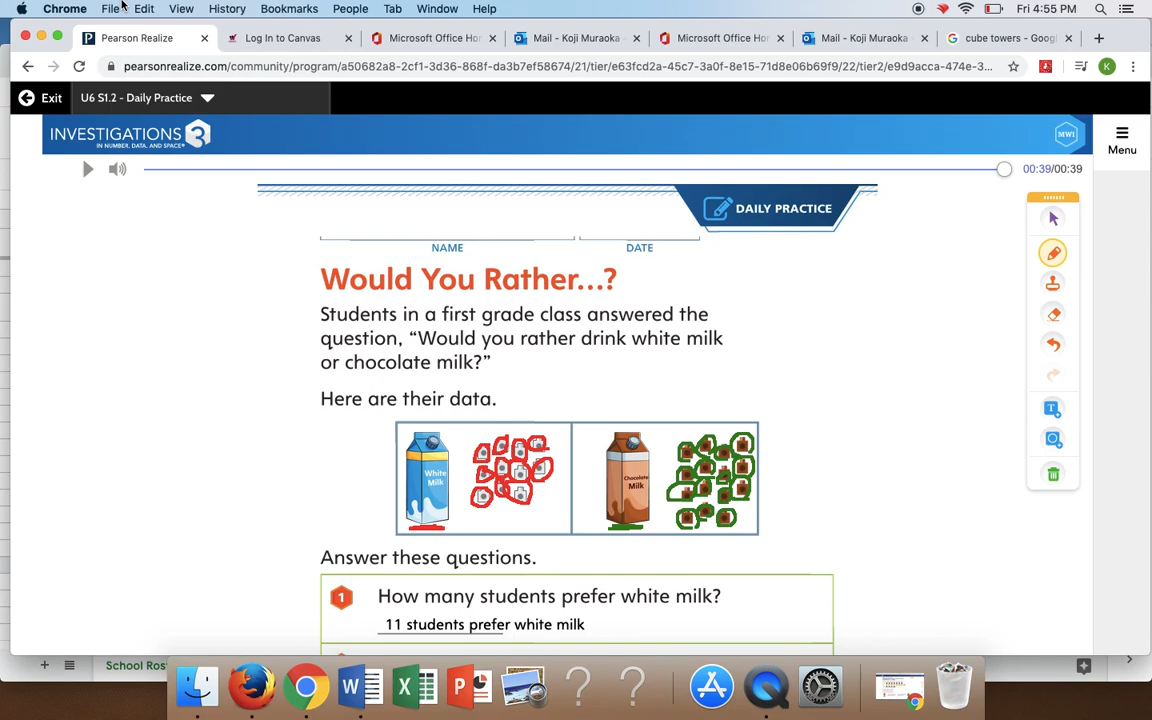 Chrome File Edit View History Bookmarks People Tab Window Help Fri 4:55 PM
Pearson Realize Log In to Canvas Microsoft Office Hor Mail - Koji Muraoka - Microsoft Office Hor Mail - Koji Muraoka - cube towers - Goog
pearsonrealize.com/community/program/a50682a8-2cf1-3d36-868f-da3b7ef58674/21/tier/e63fcd2a-45c7-3a0f-8e15-71d8e06b69f9/22/tier2/e9d9acca-474e-3... K
Exit U6 S1.2 - Daily Practice
INVESTIGATIONS 3
IN NUMBER, DATA, AND SPACE®
MWI
Menu
00:39/00:39
DAILY PRACTICE
NAME DATE
Would You Rather...?
Students in a first grade class answered the
question, “Would you rather drink white milk
or chocolate milk?”
Here are their data.
White
Milk
Chocolate
Milk
Answer these questions.
1 How many students prefer white milk?
11 students prefer white milk
School Ros
W X P